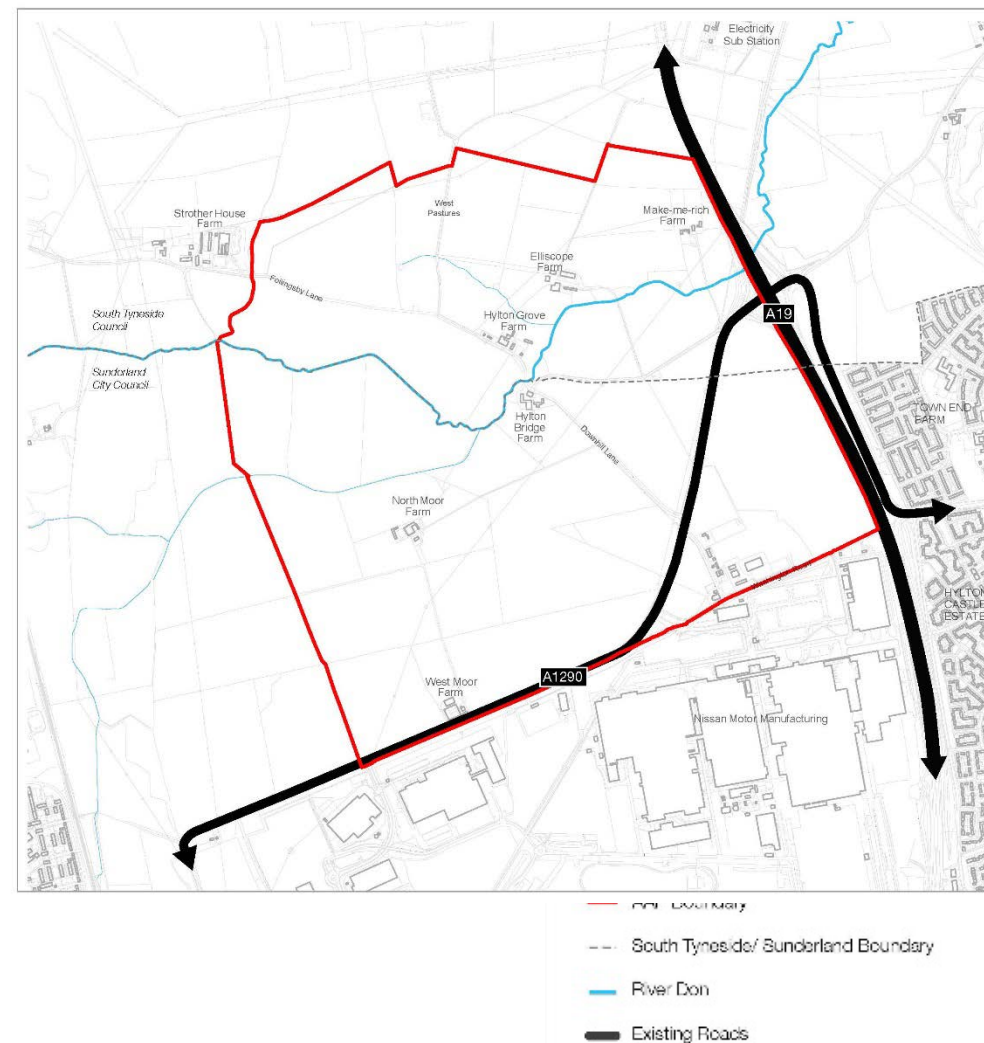 Electricity
Sub Station
Strother House
Farm
West
Pastures
Make-me-rich
Farm
Elliscope
Farm
Follingsby Lane
South Tyneside
Council
Hylton Grove
Farm
A19
Sunderland
City Council
Hylton
Bridge
Farm
TOWN END
FARM
Downhill Lane
North Moor
Farm
HYLTON
CASTLE
ESTATE
West Moor
Farm
A1290
Nissan Motor Manufacturing
Boundary
South Tyneside/ Sunderland Boundary
River Don
Existing Roads